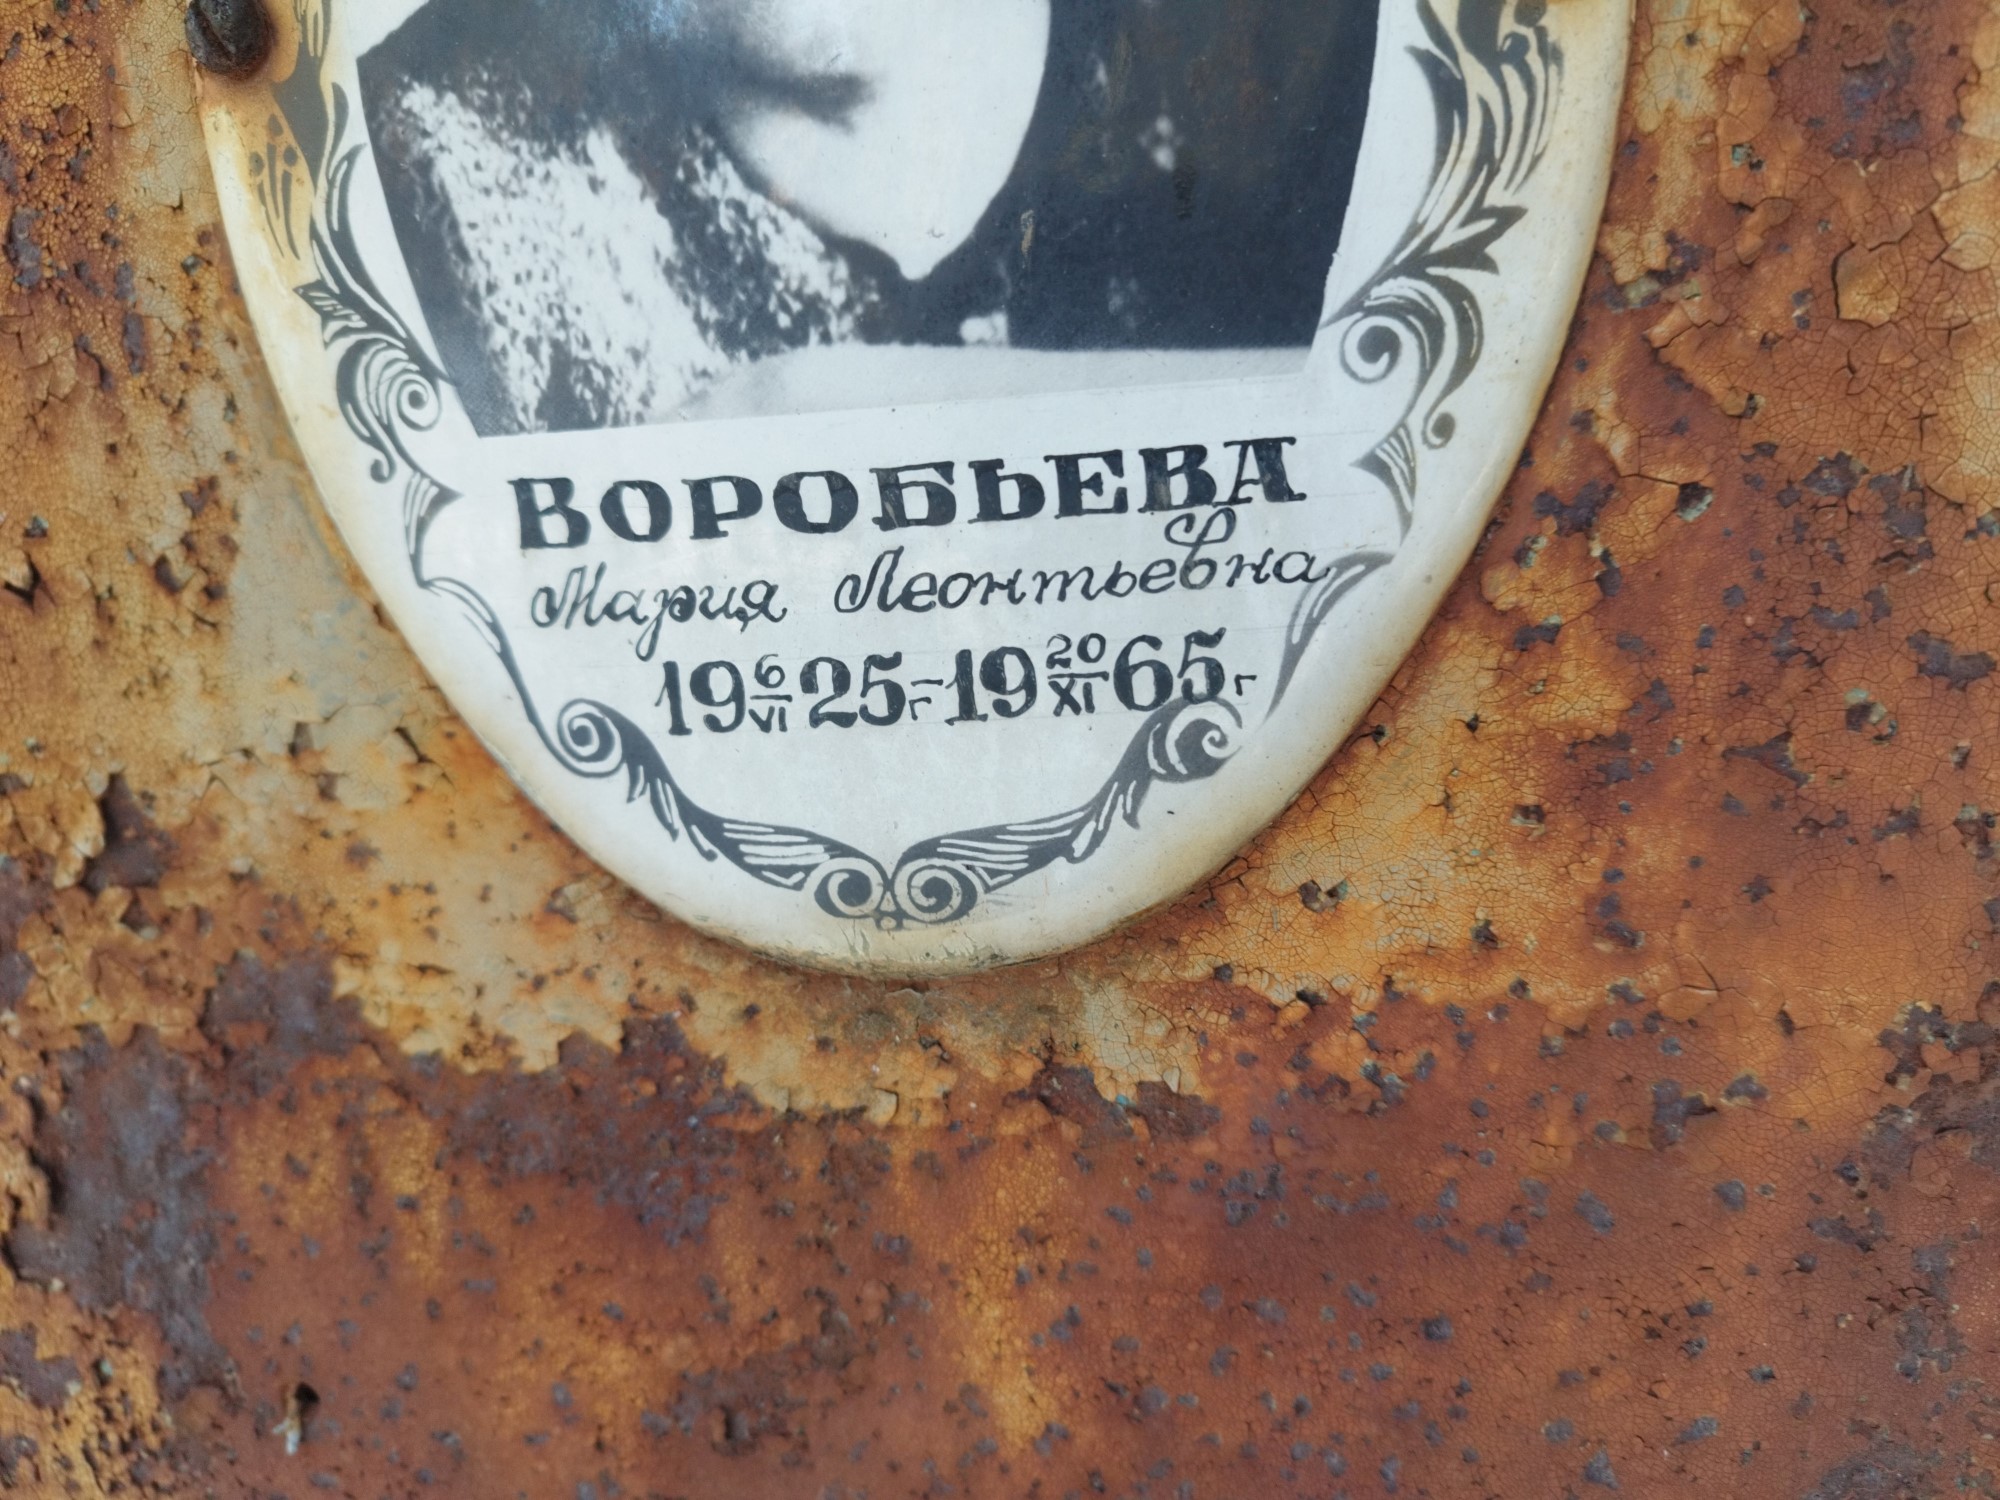 ВОРОБЬЕВА
Мария Леонтьевна
19 6/VI 25г-19 20/XI 65г